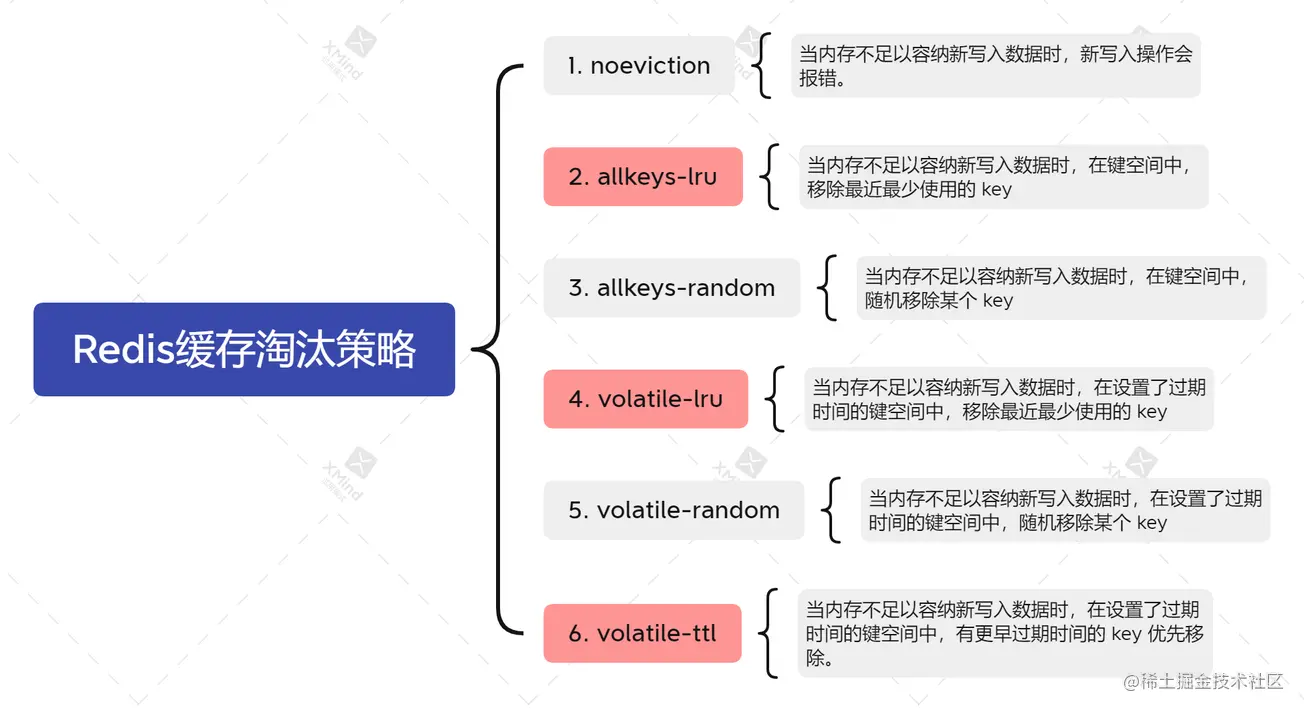 Redis缓存淘汰策略
1. noeviction
当内存不足以容纳新写入数据时，新写入操作会
报错。
2. allkeys-lru
当内存不足以容纳新写入数据时，在键空间中，
移除最近最少使用的 key
3. allkeys-random
当内存不足以容纳新写入数据时，在键空间中，
随机移除某个 key
4. volatile-lru
当内存不足以容纳新写入数据时，在设置了过期
时间的键空间中，移除最近最少使用的 key
5. volatile-random
当内存不足以容纳新写入数据时，在设置了过期
时间的键空间中，随机移除某个 key
6. volatile-ttl
当内存不足以容纳新写入数据时，在设置了过期
时间的键空间中，有更早过期时间的 key 优先移
除。
@稀土掘金技术社区
XMind
XMind